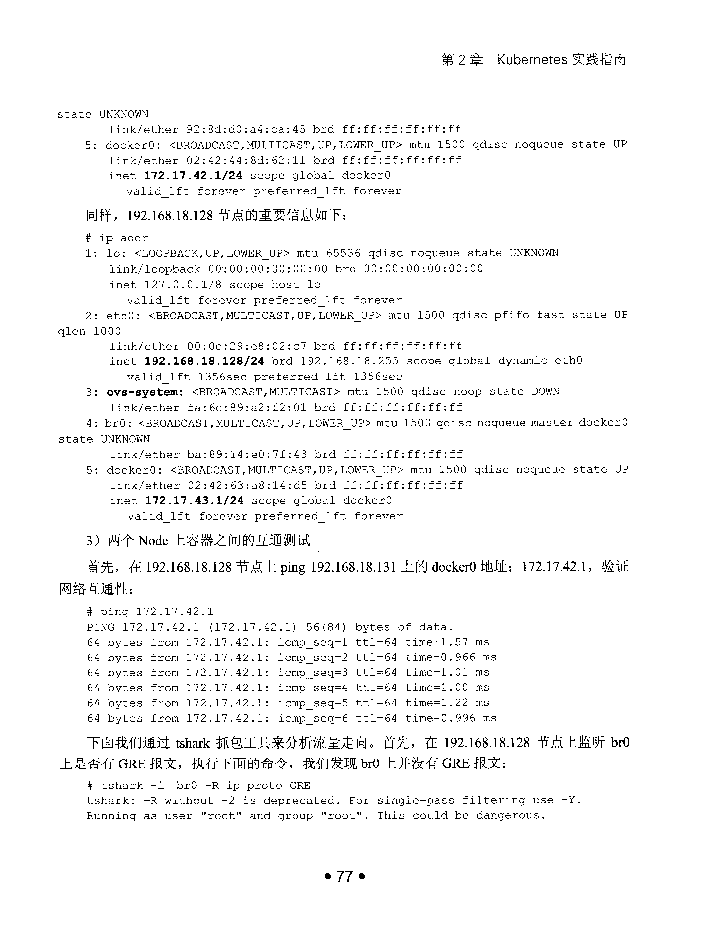 第 2 章 Kubernetes 实践指南
state UNKNOWN
link/ether 92:8d:d0:a4:ca:45 brd ff:ff:ff:ff:ff:ff
5: docker0: <BROADCAST,MULTICAST,UP,LOWER_UP> mtu 1500 qdisc noqueue state UP
link/ether 02:42:44:8d:62:11 brd ff:ff:ff:ff:ff:ff
inet 172.17.42.1/24 scope global docker0
valid_lft forever preferred_lft forever
同样，192.168.18.128 节点的重要信息如下：
# ip addr
1: lo: <LOOPBACK,UP,LOWER_UP> mtu 65536 qdisc noqueue state UNKNOWN
link/loopback 00:00:00:00:00:00 brd 00:00:00:00:00:00
inet 127.0.0.1/8 scope host lo
valid_lft forever preferred_lft forever
2: eth0: <BROADCAST,MULTICAST,UP,LOWER_UP> mtu 1500 qdisc pfifo_fast state UP
qlen 1000
link/ether 00:0c:29:e8:02:c7 brd ff:ff:ff:ff:ff:ff
inet 192.168.18.128/24 brd 192.168.18.255 scope global dynamic eth0
valid_lft 1356sec preferred_lft 1356sec
3: ovs-system: <BROADCAST,MULTICAST> mtu 1500 qdisc noop state DOWN
link/ether fa:6c:89:a2:f2:01 brd ff:ff:ff:ff:ff:ff
4: br0: <BROADCAST,MULTICAST,UP,LOWER_UP> mtu 1500 qdisc noqueue master docker0
state UNKNOWN
link/ether ba:89:14:e0:7f:43 brd ff:ff:ff:ff:ff:ff
5: docker0: <BROADCAST,MULTICAST,UP,LOWER_UP> mtu 1500 qdisc noqueue state UP
link/ether 02:42:63:a8:14:d5 brd ff:ff:ff:ff:ff:ff
inet 172.17.43.1/24 scope global docker0
valid_lft forever preferred_lft forever
3）两个 Node 上容器之间的互通测试
首先，在 192.168.18.128 节点上 ping 192.168.18.131 上的 docker0 地址：172.17.42.1，验证
网络互通性：
# ping 172.17.42.1
PING 172.17.42.1 (172.17.42.1) 56(84) bytes of data.
64 bytes from 172.17.42.1: icmp_seq=1 ttl=64 time=1.57 ms
64 bytes from 172.17.42.1: icmp_seq=2 ttl=64 time=0.966 ms
64 bytes from 172.17.42.1: icmp_seq=3 ttl=64 time=1.01 ms
64 bytes from 172.17.42.1: icmp_seq=4 ttl=64 time=1.00 ms
64 bytes from 172.17.42.1: icmp_seq=5 ttl=64 time=1.22 ms
64 bytes from 172.17.42.1: icmp_seq=6 ttl=64 time=0.996 ms
下面我们通过 tshark 抓包工具来分析流量走向。首先，在 192.168.18.128 节点上监听 br0
上是否有 GRE 报文，执行下面的命令，我们发现 br0 上并没有 GRE 报文：
# tshark -i br0 -R ip proto GRE
tshark: -R without -2 is deprecated. For single-pass filtering use -Y.
Running as user "root" and group "root". This could be dangerous.
• 77 •